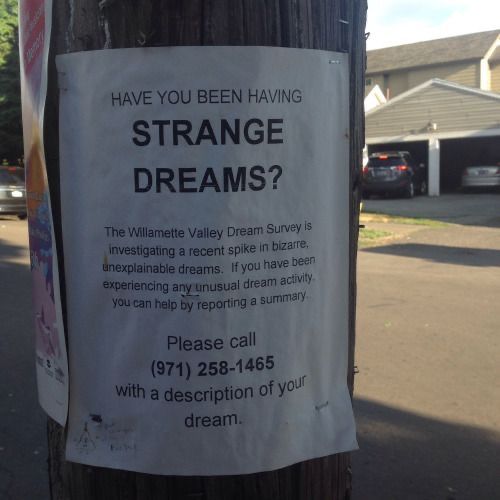 HAVE YOU BEEN HAVING
STRANGE
DREAMS?
The Willamette Valley Dream Survey is
investigating a recent spike in bizarre,
unexplainable dreams. If you have been
experiencing any unusual dream activity,
you can help by reporting a summary.
Please call
(971) 258-1465
with a description of your
dream.